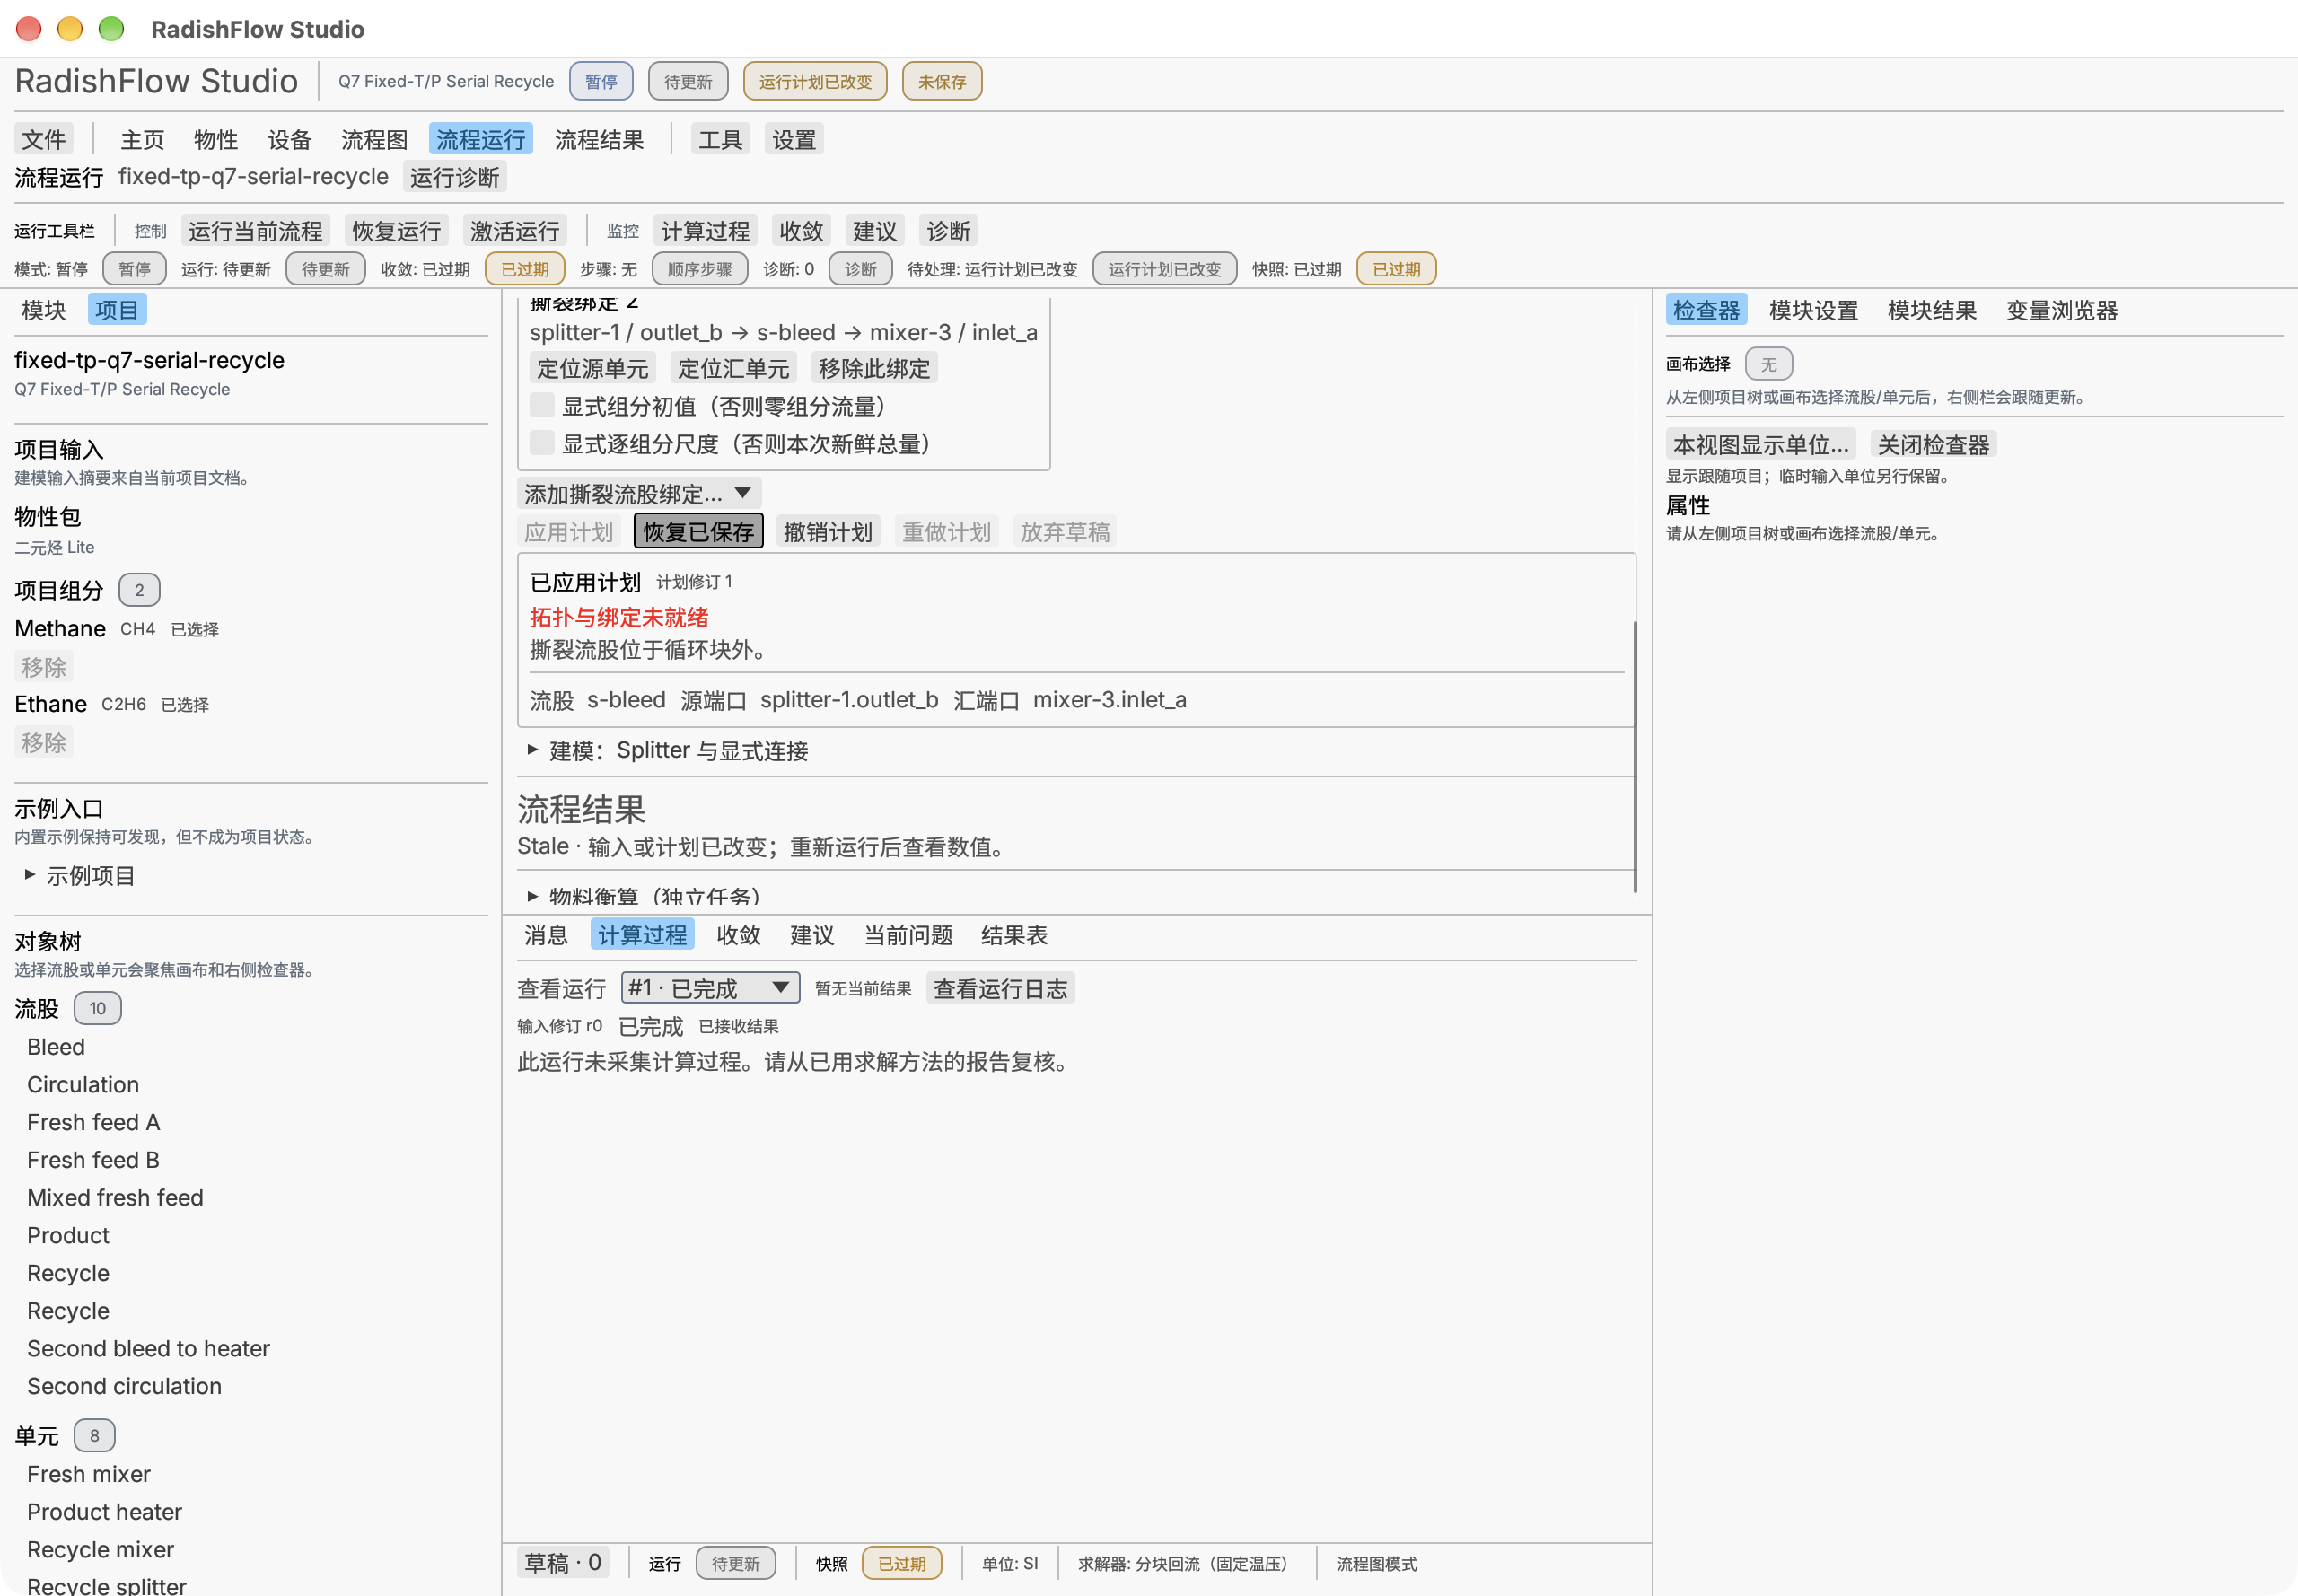 RadishFlow Studio
RadishFlow Studio Q7 Fixed-T/P Serial Recycle 暂停 待更新 运行计划已改变 未保存
文件 主页 物性 设备 流程图 流程运行 流程结果 工具 设置
流程运行 fixed-tp-q7-serial-recycle 运行诊断
运行工具栏 控制 运行当前流程 恢复运行 激活运行 监控 计算过程 收敛 建议 诊断
模式: 暂停 暂停 运行: 待更新 待更新 收敛: 已过期 已过期 步骤: 无 顺序步骤 诊断: 0 诊断 待处理: 运行计划已改变 运行计划已改变 快照: 已过期 已过期
模块 项目
fixed-tp-q7-serial-recycle
Q7 Fixed-T/P Serial Recycle
项目输入
建模输入摘要来自当前项目文档。
物性包
二元烃 Lite
项目组分 2
Methane CH4 已选择
移除
Ethane C2H6 已选择
移除
示例入口
内置示例保持可发现，但不成为项目状态。
▸ 示例项目
对象树
选择流股或单元会聚焦画布和右侧检查器。
流股 10
Bleed
Circulation
Fresh feed A
Fresh feed B
Mixed fresh feed
Product
Recycle
Recycle
Second bleed to heater
Second circulation
单元 8
Fresh mixer
Product heater
Recycle mixer
Recycle splitter
撕裂绑定 2
splitter-1 / outlet_b → s-bleed → mixer-3 / inlet_a
定位源单元 定位汇单元 移除此绑定
显式组分初值（否则零组分流量）
显式逐组分尺度（否则本次新鲜总量）
添加撕裂流股绑定... ▼
应用计划 恢复已保存 撤销计划 重做计划 放弃草稿
已应用计划 计划修订 1
拓扑与绑定未就绪
撕裂流股位于循环块外。
流股 s-bleed 源端口 splitter-1.outlet_b 汇端口 mixer-3.inlet_a
▸ 建模：Splitter 与显式连接
流程结果
Stale · 输入或计划已改变；重新运行后查看数值。
▸ 物料衡算（独立任务）
消息 计算过程 收敛 建议 当前问题 结果表
查看运行 #1 · 已完成 ▼ 暂无当前结果 查看运行日志
输入修订 r0 已完成 已接收结果
此运行未采集计算过程。请从已用求解方法的报告复核。
草稿 · 0 运行 待更新 快照 已过期 单位: SI 求解器: 分块回流（固定温压） 流程图模式
检查器 模块设置 模块结果 变量浏览器
画布选择 无
从左侧项目树或画布选择流股/单元后，右侧栏会跟随更新。
本视图显示单位... 关闭检查器
显示跟随项目；临时输入单位另行保留。
属性
请从左侧项目树或画布选择流股/单元。